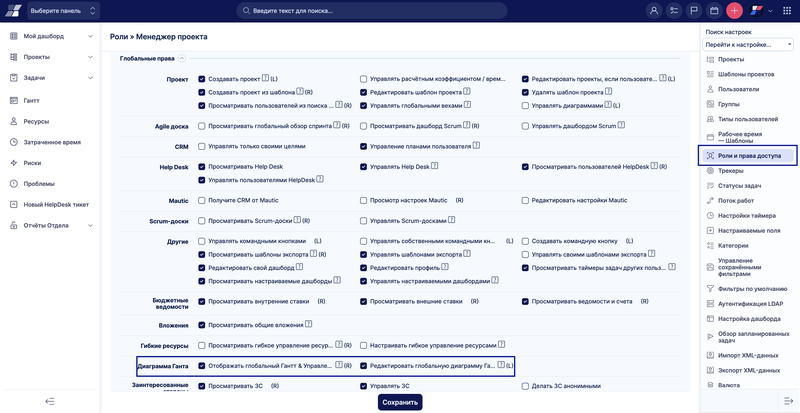 Выберите панель
Введите текст для поиска...
Мой дашборд
Проекты
Задачи
Гантт
Ресурсы
Затраченное время
Риски
Проблемы
Новый HelpDesk тикет
Отчёты Отдела
Роли » Менеджер проекта
Глобальные права
Проект
Создавать проект ? (L)
Управлять расчётным коэффициентом / врем...
Редактировать проекты, если пользовате... ? (L)
Создавать проект из шаблона ? (R)
Редактировать шаблон проекта ?
Удалять шаблон проекта ?
Просматривать пользователей из поиска ... ? (R)
Управлять глобальными вехами ?
Управлять диаграммами ? (L)
Agile доска
Просматривать глобальный обзор спринта ? (R)
Просматривать дашборд Scrum ? (R)
Управлять дашбордом Scrum ?
CRM
Управлять только своими целями
Управление планами пользователя ?
Help Desk
Просматривать Help Desk
Управлять Help Desk ?
Просматривать пользователей HelpDesk ? (R)
Управлять пользователями HelpDesk ?
Mautic
Получите CRM от Mautic
Просмотр настроек Mautic (R)
Редактировать настройки Mautic
Scrum-доски
Просматривать Scrum-доски ? (R)
Управлять Scrum-досками ?
Другие
Управлять командными кнопками (L)
Управлять собственными командными кн... (L)
Создавать командную кнопку (L)
Просматривать шаблоны экспорта ? (R)
Управлять шаблонами экспорта ?
Управлять своими шаблонами экспорта ?
Редактировать свой дашборд ?
Редактировать профиль ?
Просматривать таймеры задач других польз... ?
Просматривать настраиваемые дашборды ?
Управлять настраиваемыми дашбордами ?
Бюджетные
ведомости
Просматривать внутренние ставки (R)
Просматривать внешние ставки (R)
Просматривать ведомости и счета (R)
Вложения
Просматривать общие вложения ?
Гибкие ресурсы
Просматривать гибкое управление ресур... ? (R)
Настраивать гибкое управление ресурсами ?
Диаграмма Ганта
Отображать глобальный Гантт & Управле... ? (R)
Редактировать глобальную диаграмму Га... ? (L)
Заинтересованные
Просматривать ЗС (R)
Управлять ЗС
Делать ЗС анонимными
Сохранить
Поиск настроек
Перейти к настройке...
Проекты
Шаблоны проектов
Пользователи
Группы
Типы пользователей
Рабочее время
— Шаблоны
Роли и права доступа
Трекеры
Статусы задач
Поток работ
Настройки таймера
Настраиваемые поля
Категории
Управление
сохранёнными
фильтрами
Фильтры по умолчанию
Аутентификация LDAP
Настройка дашборда
Обзор запланированных
задач
Импорт XML-данных
Экспорт XML-данных
Валюта